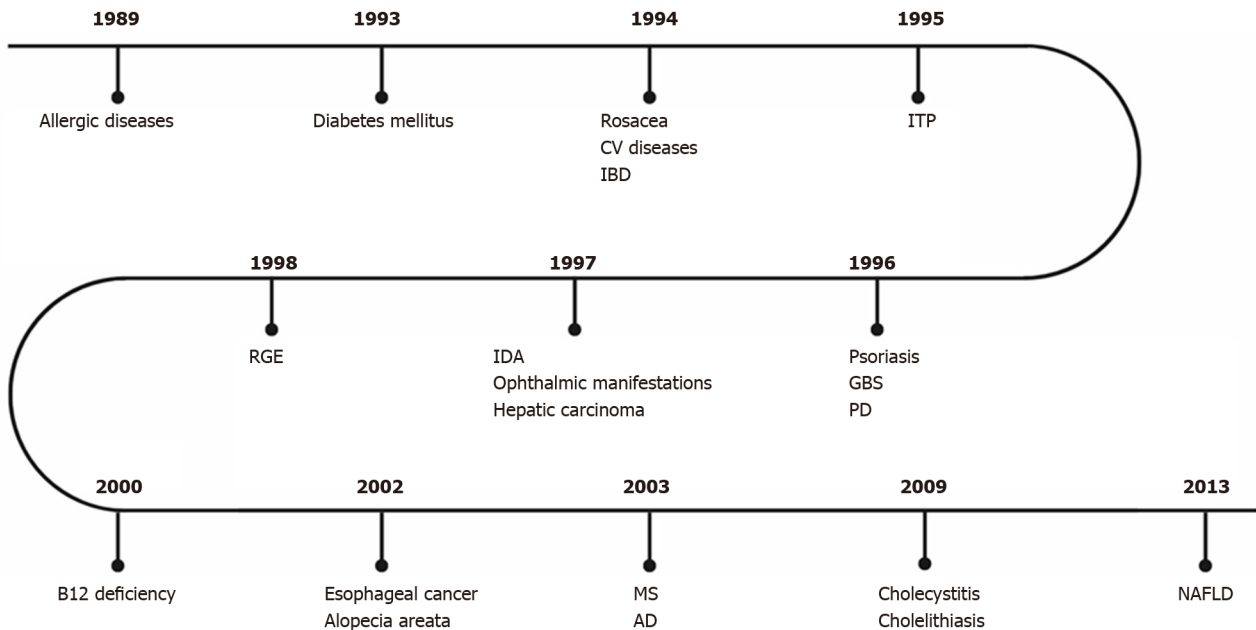 1989
Allergic diseases
1993
Diabetes mellitus
1994
Rosacea
CV diseases
IBD
1995
ITP
1996
Psoriasis
GBS
PD
1997
IDA
Ophthalmic manifestations
Hepatic carcinoma
1998
RGE
2000
B12 deficiency
2002
Esophageal cancer
Alopecia areata
2003
MS
AD
2009
Cholecystitis
Cholelithiasis
2013
NAFLD